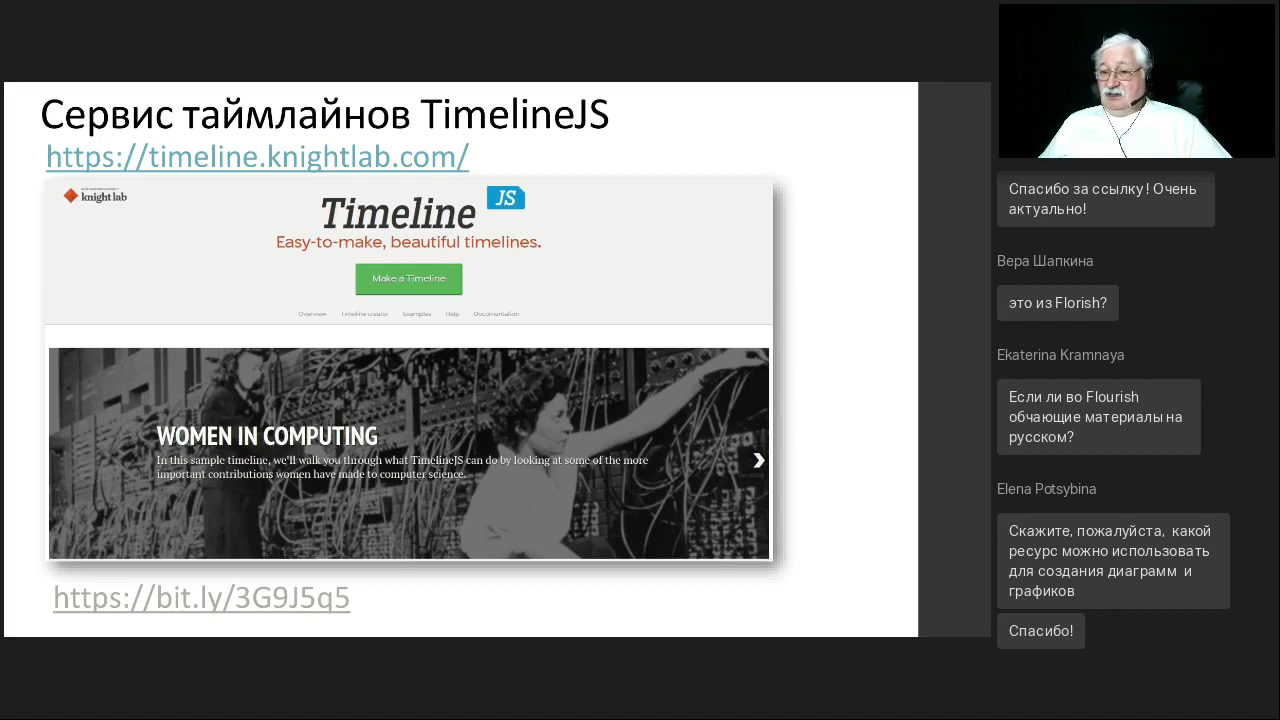 Сервис таймлайнов TimelineJS
https://timeline.knightlab.com/
knight lab
Timeline JS
Easy-to-make, beautiful timelines.
Make a Timeline
Overview Timeline creator Examples Help Documentation
WOMEN IN COMPUTING
In this sample timeline, we'll walk you through what TimelineJS can do by looking at some of the more
important contributions women have made to computer science.
https://bit.ly/3G9J5q5
Спасибо за ссылку! Очень
актуально!
Вера Шапкина
это из Florish?
Ekaterina Kramnaya
Если ли во Flourish
обчающие материалы на
русском?
Elena Potsybina
Скажите, пожалуйста, какой
ресурс можно использовать
для создания диаграмм и
графиков
Спасибо!